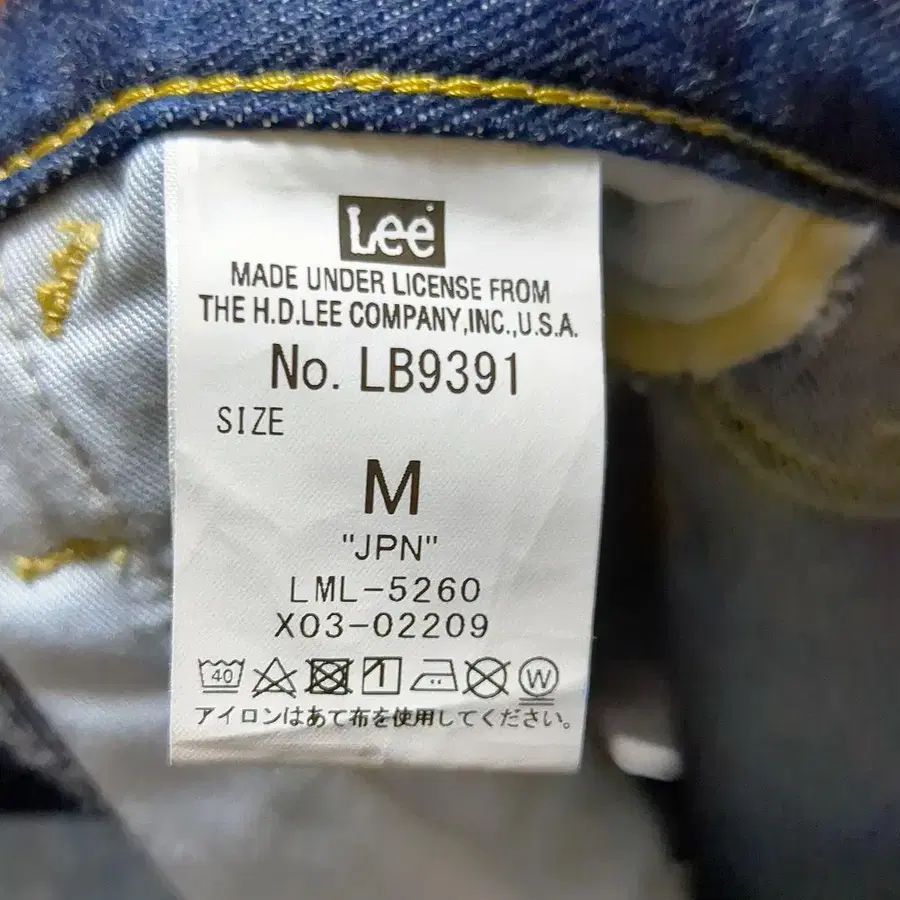 Lee
MADE UNDER LICENSE FROM
THE H.D.LEE COMPANY,INC.,U.S.A.
No. LB9391
SIZE
M
"JPN"
LML-5260
X03-02209
40 W
アイロンはあて布を使用してください。